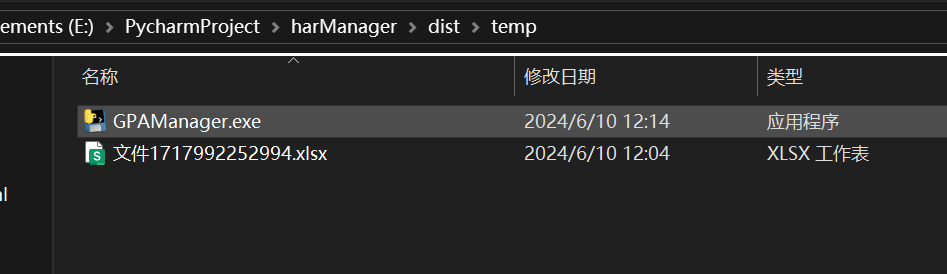 ements (E:) > PycharmProject > harManager > dist > temp
名称 修改日期 类型
GPAManager.exe 2024/6/10 12:14 应用程序
文件1717992252994.xlsx 2024/6/10 12:04 XLSX 工作表
al